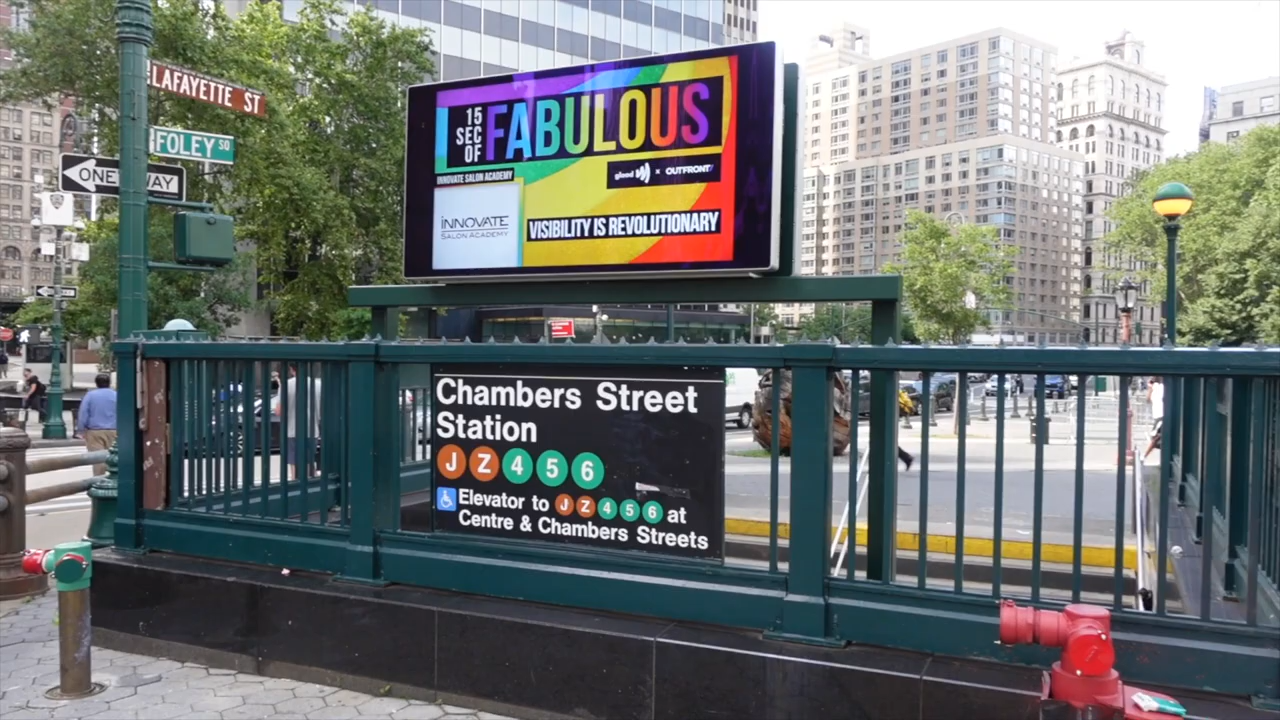 LAFAYETTE ST
FOLEY SQ
ONE WAY
15
SEC
OF
FABULOUS
INNOVATE SALON ACADEMY
glaad x OUTFRONT/
INNOVATE
SALON ACADEMY
VISIBILITY IS REVOLUTIONARY
Chambers Street
Station
J Z 4 5 6
Elevator to J Z 4 5 6 at
Centre & Chambers Streets